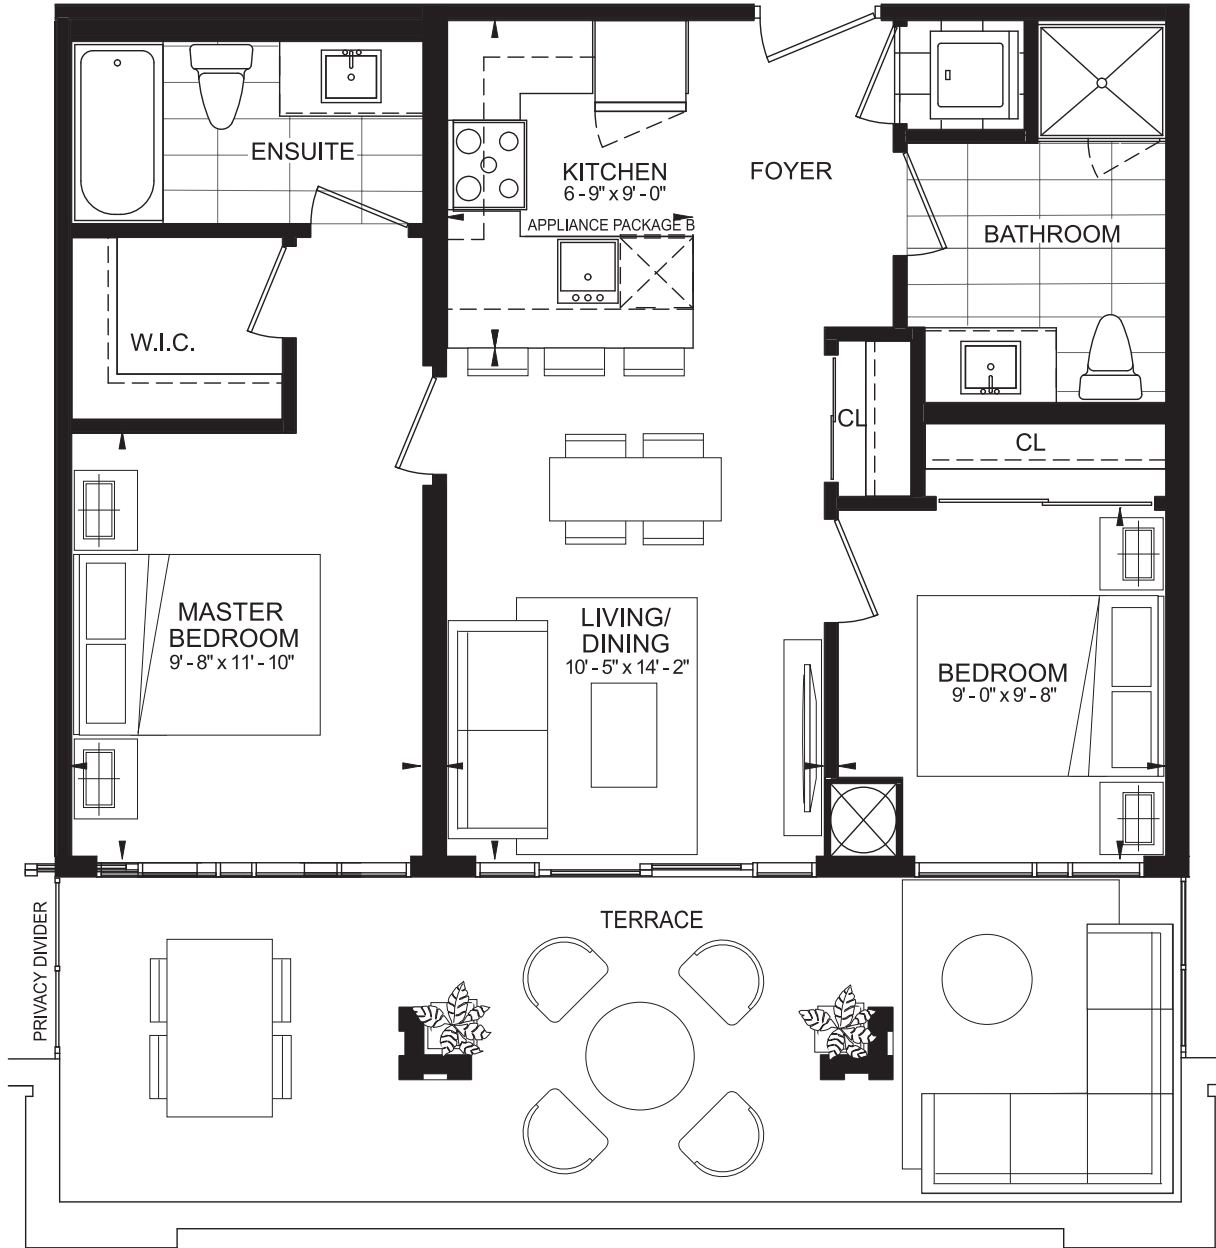 ENSUITE
KITCHEN
6 - 9" x 9' - 0"
FOYER
APPLIANCE PACKAGE B
BATHROOM
W.I.C.
CL
CL
MASTER
BEDROOM
9' - 8" x 11' - 10"
LIVING/
DINING
10' - 5" x 14' - 2"
BEDROOM
9' - 0" x 9' - 8"
TERRACE
PRIVACY DIVIDER